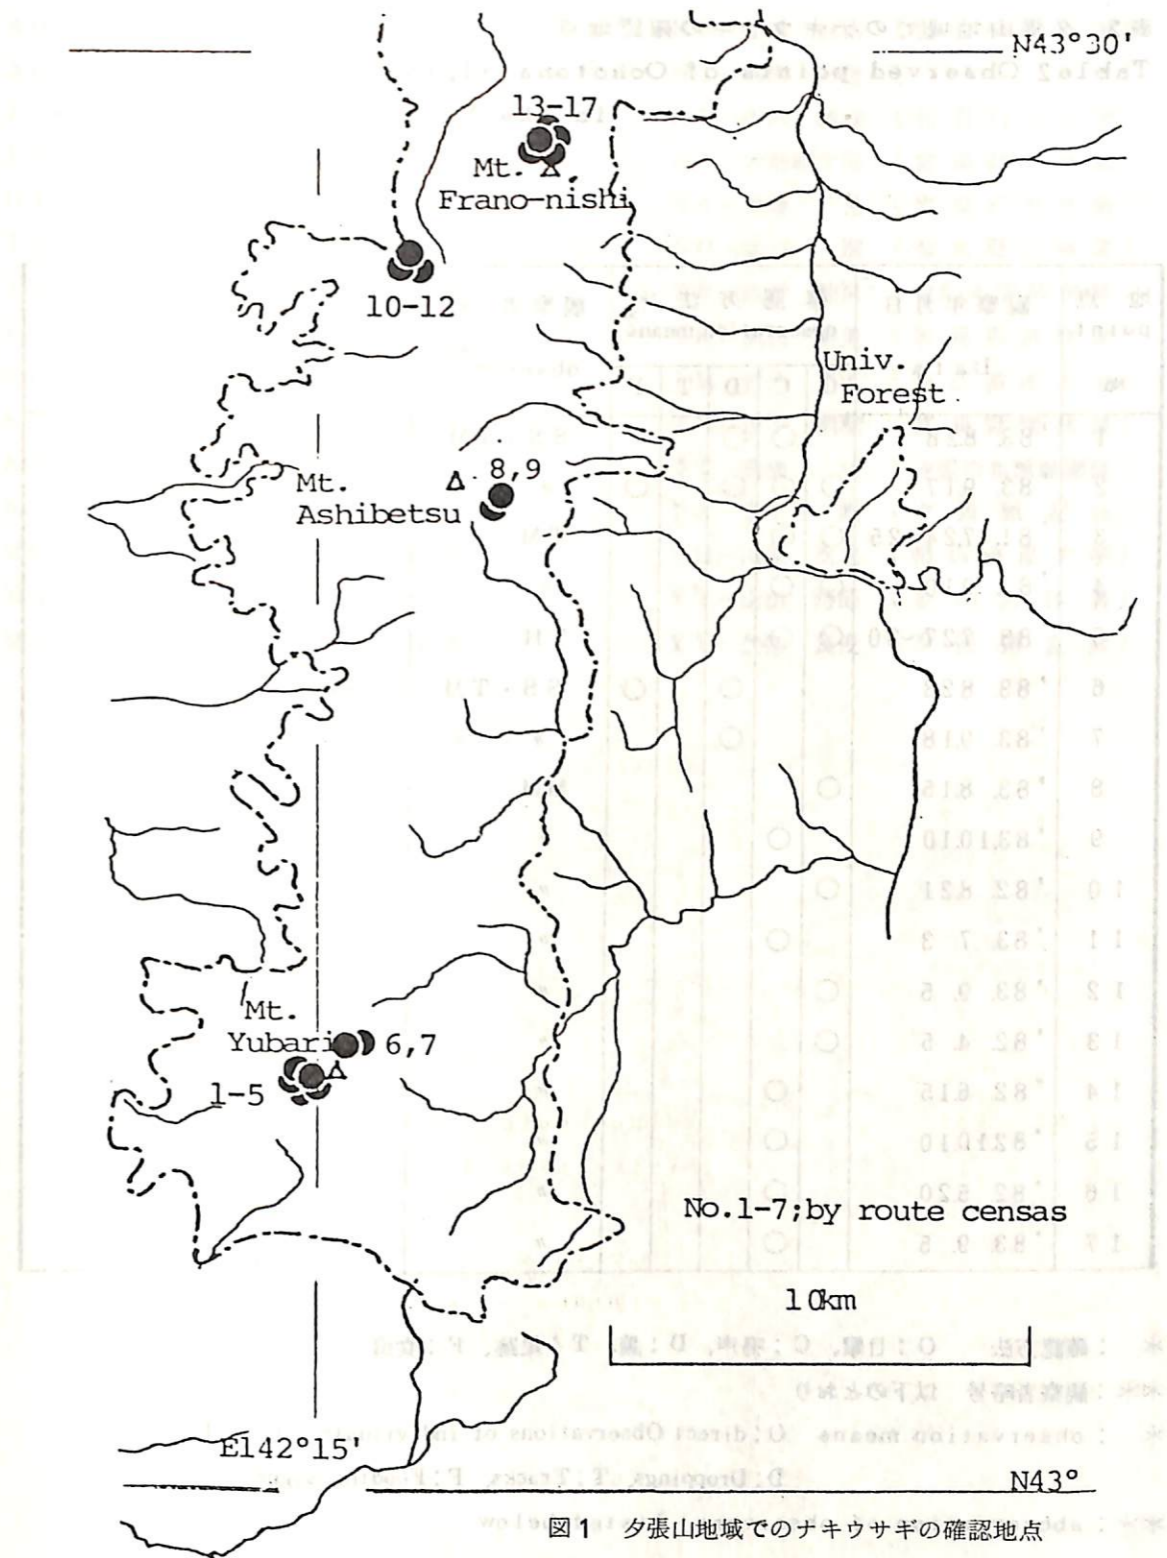 N43°30'
13-17
Mt.
Frano-nishi
10-12
Univ.
Forest
8,9
Mt.
Ashibetsu
Mt.
Yubari
6,7
1-5
No.1-7;by route censas
10km
E142°15'
N43°
図1 夕張山地域でのナキウサギの確認地点